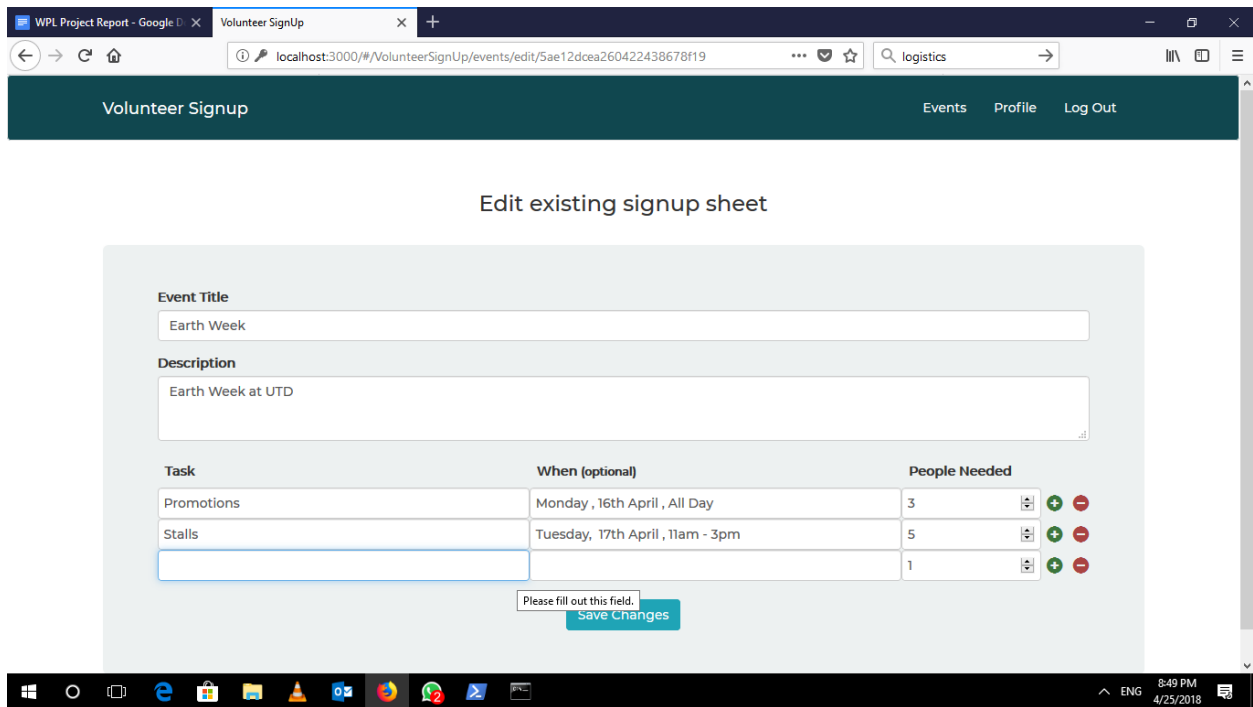 WPL Project Report - Google D
Volunteer SignUp
localhost:3000/#/VolunteerSignUp/events/edit/5ae12dcea260422438678f19
logistics
Volunteer Signup
Events Profile Log Out
Edit existing signup sheet
Event Title
Earth Week
Description
Earth Week at UTD
Task When (optional) People Needed
Promotions Monday , 16th April , All Day 3
Stalls Tuesday, 17th April , 11am - 3pm 5
1
Please fill out this field.
Save Changes
2
ENG
8:49 PM
4/25/2018